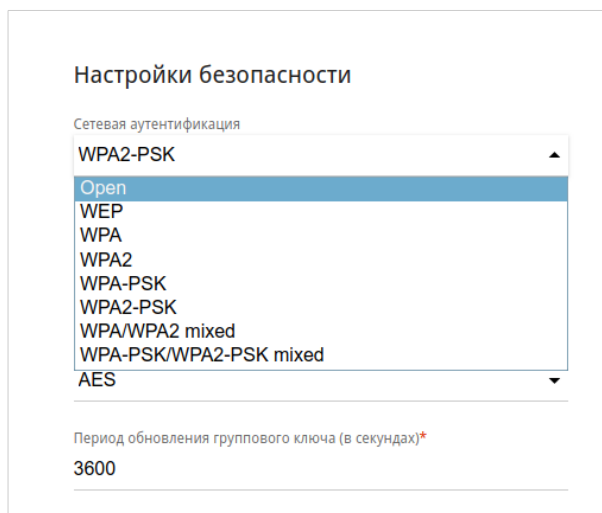 Настройки безопасности
Сетевая аутентификация
WPA2-PSK
Open
WEP
WPA
WPA2
WPA-PSK
WPA2-PSK
WPA/WPA2 mixed
WPA-PSK/WPA2-PSK mixed
AES
Период обновления группового ключа (в секундах)*
3600